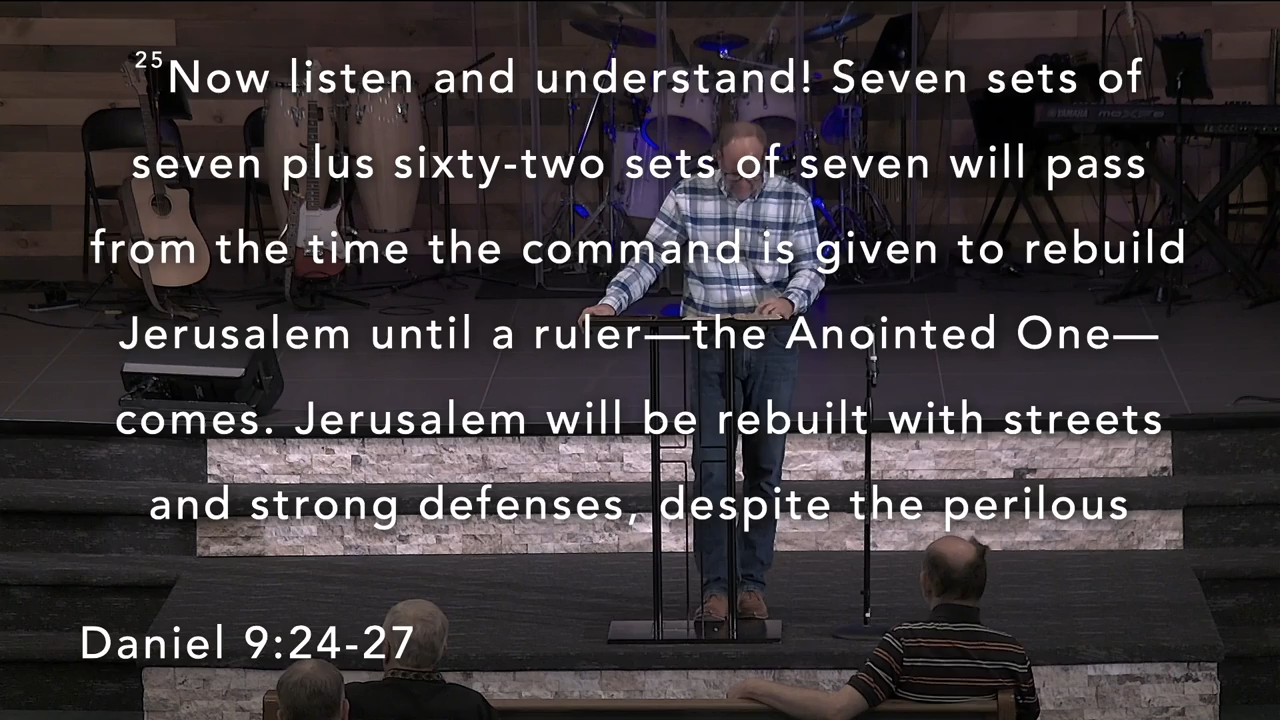 25Now listen and understand! Seven sets of
seven plus sixty-two sets of seven will pass
from the time the command is given to rebuild
Jerusalem until a ruler—the Anointed One—
comes. Jerusalem will be rebuilt with streets
and strong defenses, despite the perilous
Daniel 9:24-27
YAMAHA